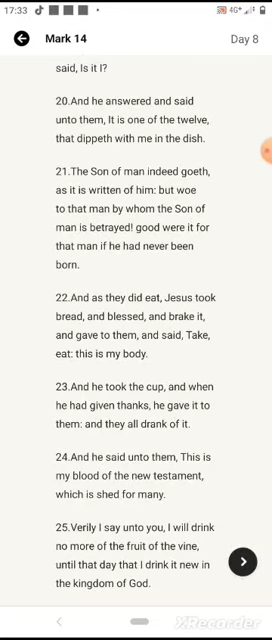 17:33
4G+
Mark 14
Day 8
said, Is it I?
20.And he answered and said
unto them, It is one of the twelve,
that dippeth with me in the dish.
21.The Son of man indeed goeth,
as it is written of him: but woe
to that man by whom the Son of
man is betrayed! good were it for
that man if he had never been
born.
22.And as they did eat, Jesus took
bread, and blessed, and brake it,
and gave to them, and said, Take,
eat: this is my body.
23.And he took the cup, and when
he had given thanks, he gave it to
them: and they all drank of it.
24.And he said unto them, This is
my blood of the new testament,
which is shed for many.
25.Verily I say unto you, I will drink
no more of the fruit of the vine,
until that day that I drink it new in
the kingdom of God.
XRecorder